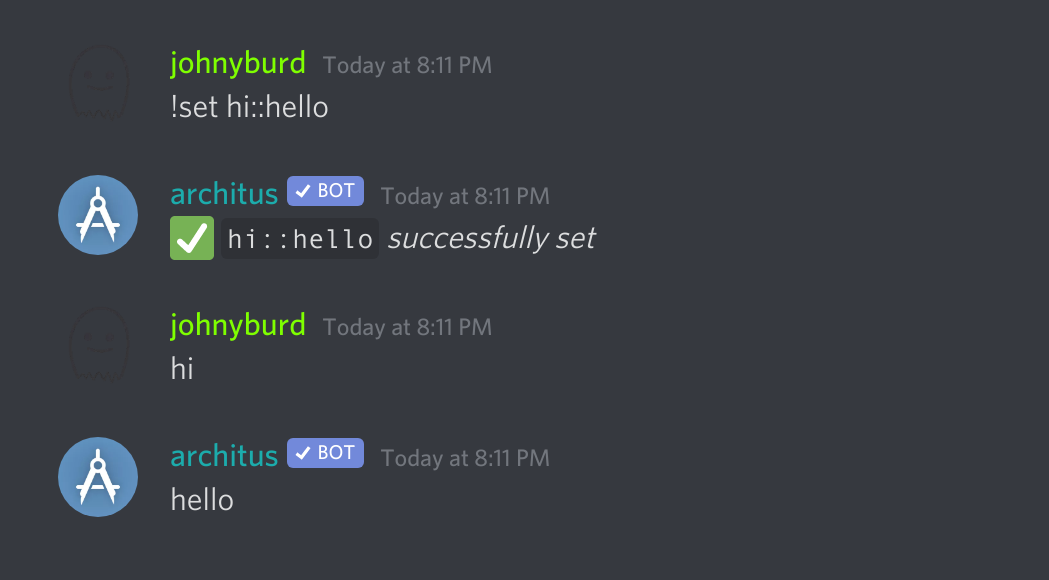 johnyburd Today at 8:11 PM
!set hi::hello
architus ✓ BOT Today at 8:11 PM
✅ hi::hello successfully set
johnyburd Today at 8:11 PM
hi
architus ✓ BOT Today at 8:11 PM
hello